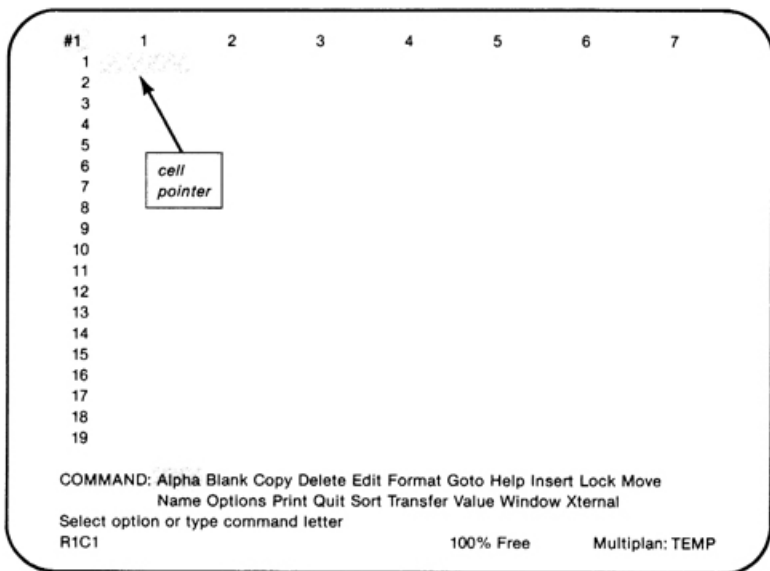 #1 1 2 3 4 5 6 7
1
2
3
4
5
6
7
8
9
10
11
12
13
14
15
16
17
18
19
cell
pointer
COMMAND: Alpha Blank Copy Delete Edit Format Goto Help Insert Lock Move
Name Options Print Quit Sort Transfer Value Window Xternal
Select option or type command letter
R1C1 100% Free Multiplan: TEMP